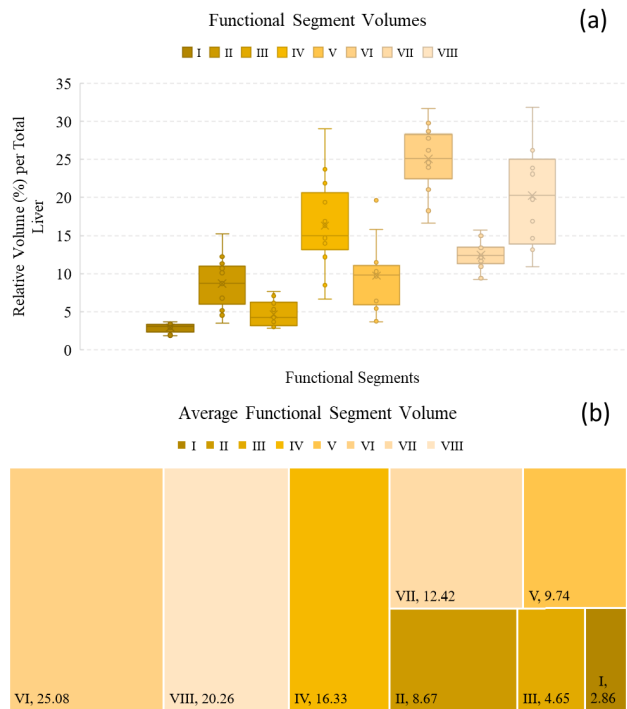 Functional Segment Volumes
(a)
I II III IV V VI VII VIII
Relative Volume (%) per Total
Liver
35
30
25
20
15
10
5
0
Functional Segments
Average Functional Segment Volume
(b)
I II III IV V VI VII VIII
VI, 25.08
VIII, 20.26
IV, 16.33
VII, 12.42
V, 9.74
II, 8.67
III, 4.65
I,
2.86